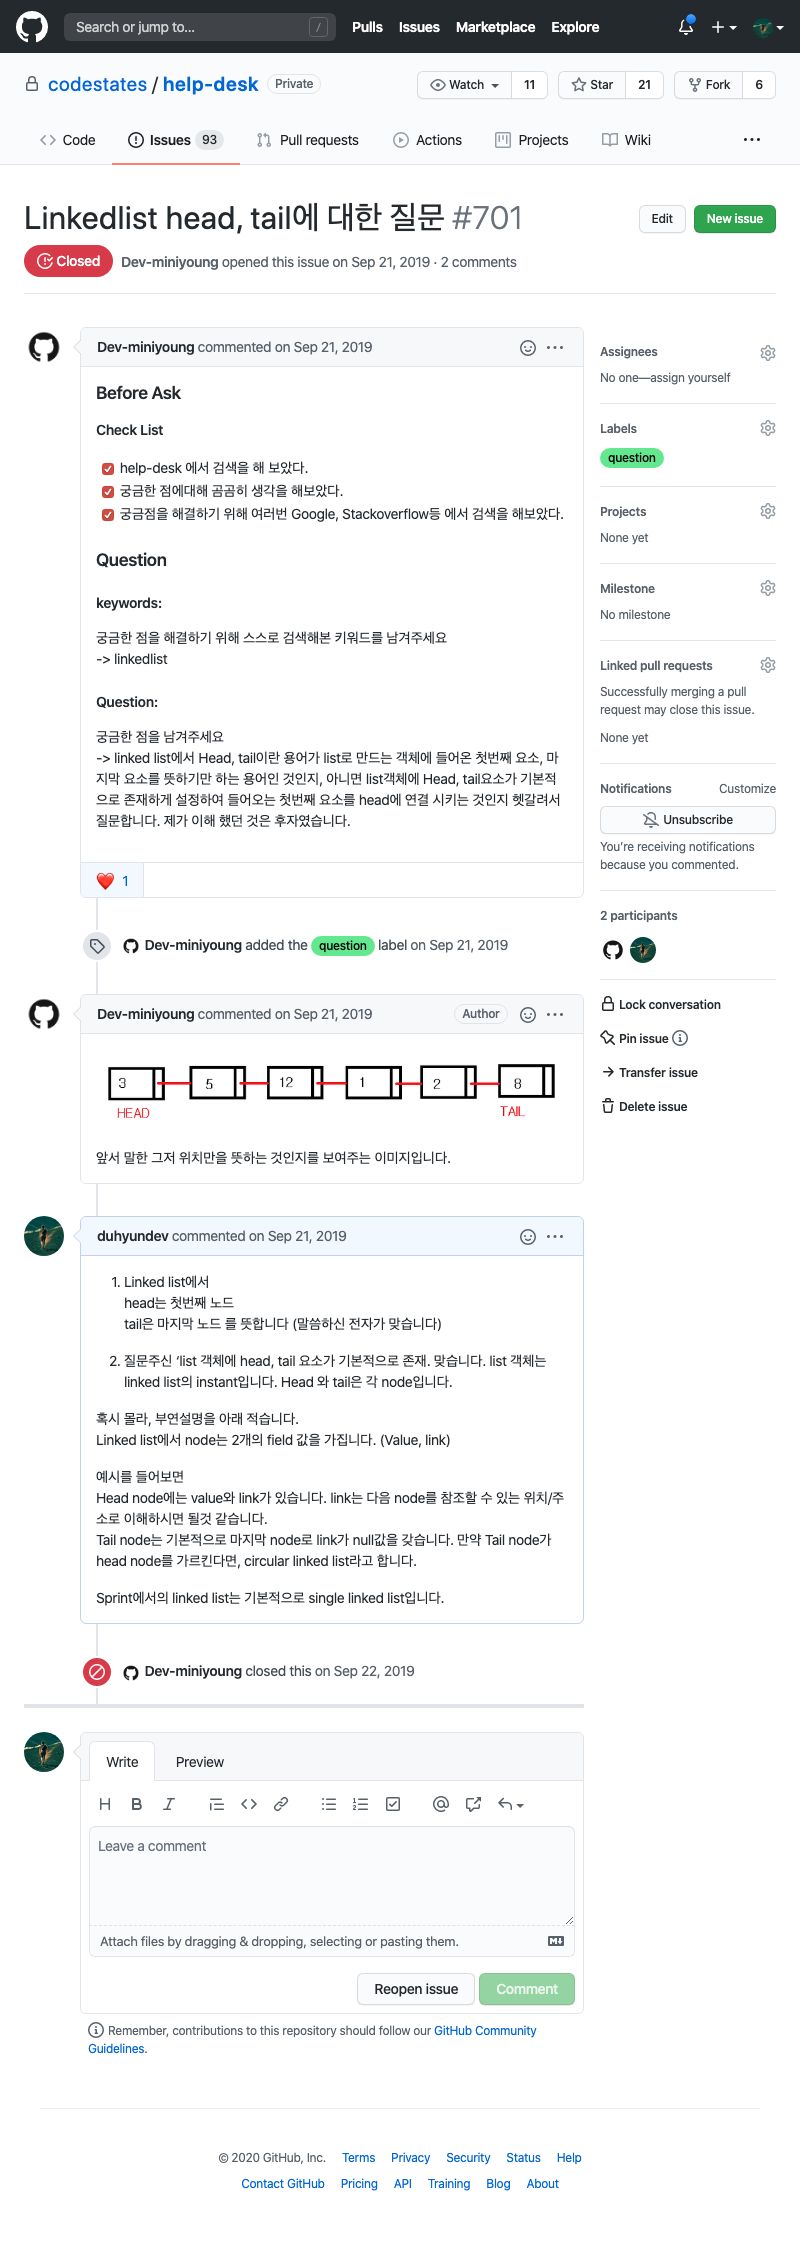 Search or jump to...
/
Pulls Issues Marketplace Explore
codestates / help-desk Private
Watch 11 Star 21 Fork 6
Code Issues 93 Pull requests Actions Projects Wiki ...
Linkedlist head, tail에 대한 질문 #701
Edit New issue
Closed Dev-miniyoung opened this issue on Sep 21, 2019 · 2 comments
Dev-miniyoung commented on Sep 21, 2019
Before Ask
Check List
help-desk 에서 검색을 해 보았다.
궁금한 점에대해 곰곰히 생각을 해보았다.
궁금점을 해결하기 위해 여러번 Google, Stackoverflow등 에서 검색을 해보았다.
Question
keywords:
궁금한 점을 해결하기 위해 스스로 검색해본 키워드를 남겨주세요
-> linkedlist
Question:
궁금한 점을 남겨주세요
-> linked list에서 Head, tail이란 용어가 list로 만드는 객체에 들어온 첫번째 요소, 마
지막 요소를 뜻하기만 하는 용어인 것인지, 아니면 list객체에 Head, tail요소가 기본적
으로 존재하게 설정하여 들어오는 첫번째 요소를 head에 연결 시키는 것인지 헷갈려서
질문합니다. 제가 이해 했던 것은 후자였습니다.
1
Dev-miniyoung added the question label on Sep 21, 2019
Dev-miniyoung commented on Sep 21, 2019 Author
3 5 12 1 2 8
HEAD TAIL
앞서 말한 그저 위치만을 뜻하는 것인지를 보여주는 이미지입니다.
duhyundev commented on Sep 21, 2019
1. Linked list에서
head는 첫번째 노드
tail은 마지막 노드 를 뜻합니다 (말씀하신 전자가 맞습니다)
2. 질문주신 ‘list 객체에 head, tail 요소가 기본적으로 존재. 맞습니다. list 객체는
linked list의 instant입니다. Head 와 tail은 각 node입니다.
혹시 몰라, 부연설명을 아래 적습니다.
Linked list에서 node는 2개의 field 값을 가집니다. (Value, link)
예시를 들어보면
Head node에는 value와 link가 있습니다. link는 다음 node를 참조할 수 있는 위치/주
소로 이해하시면 될것 같습니다.
Tail node는 기본적으로 마지막 node로 link가 null값을 갖습니다. 만약 Tail node가
head node를 가르킨다면, circular linked list라고 합니다.
Sprint에서의 linked list는 기본적으로 single linked list입니다.
Dev-miniyoung closed this on Sep 22, 2019
Assignees
No one—assign yourself
Labels
question
Projects
None yet
Milestone
No milestone
Linked pull requests
Successfully merging a pull
request may close this issue.
None yet
Notifications Customize
Unsubscribe
You’re receiving notifications
because you commented.
2 participants
Lock conversation
Pin issue
Transfer issue
Delete issue
Write Preview
H B I
Leave a comment
Attach files by dragging & dropping, selecting or pasting them.
Reopen issue Comment
Remember, contributions to this repository should follow our GitHub Community
Guidelines.
© 2020 GitHub, Inc. Terms Privacy Security Status Help
Contact GitHub Pricing API Training Blog About